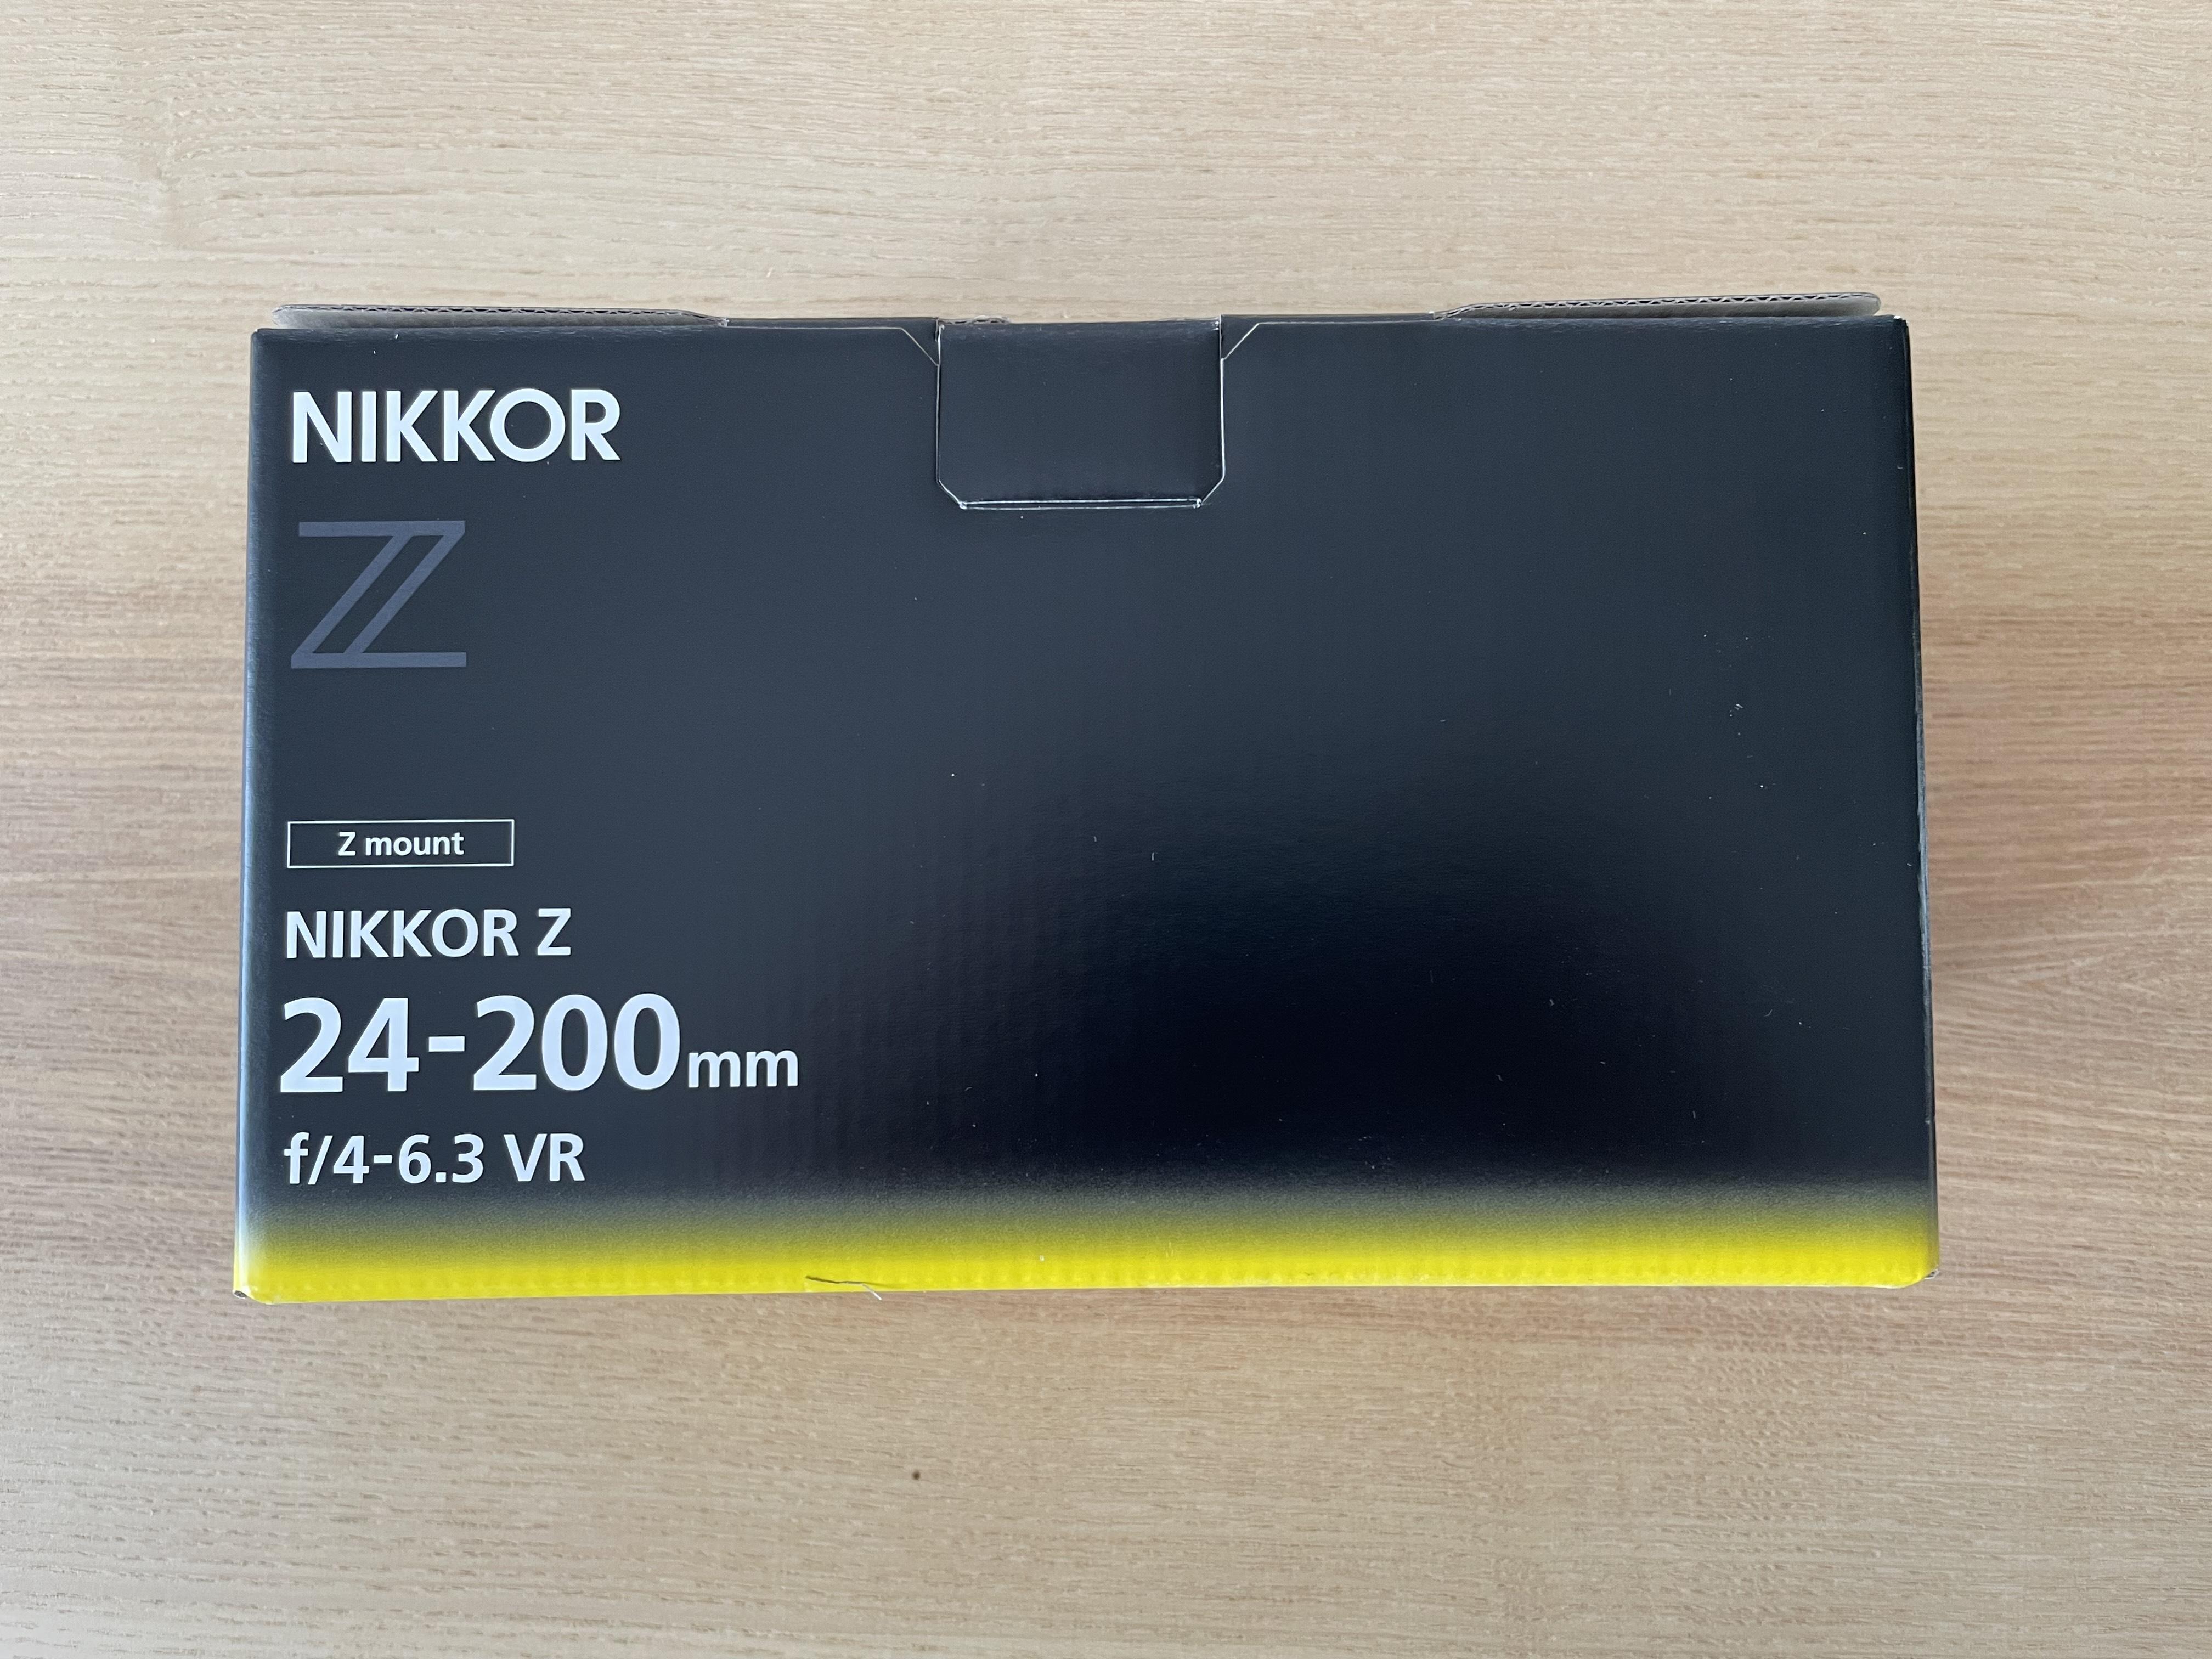 NIKKOR
Z
Z mount
NIKKOR Z
24-200mm
f/4-6.3 VR